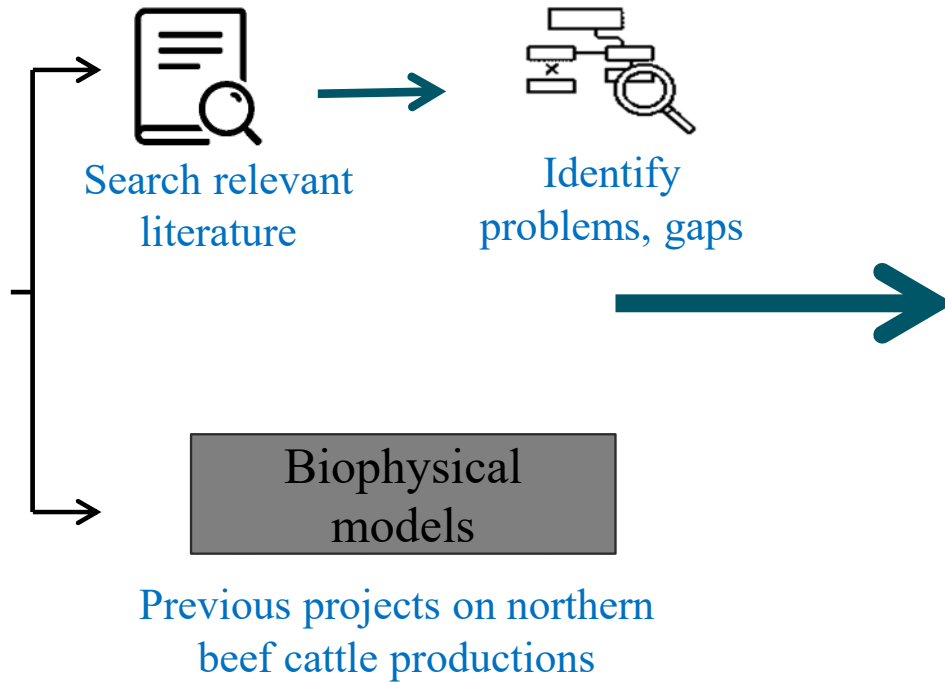 Search relevant
literature
Identify
problems, gaps
Biophysical
models
Previous projects on northern
beef cattle productions